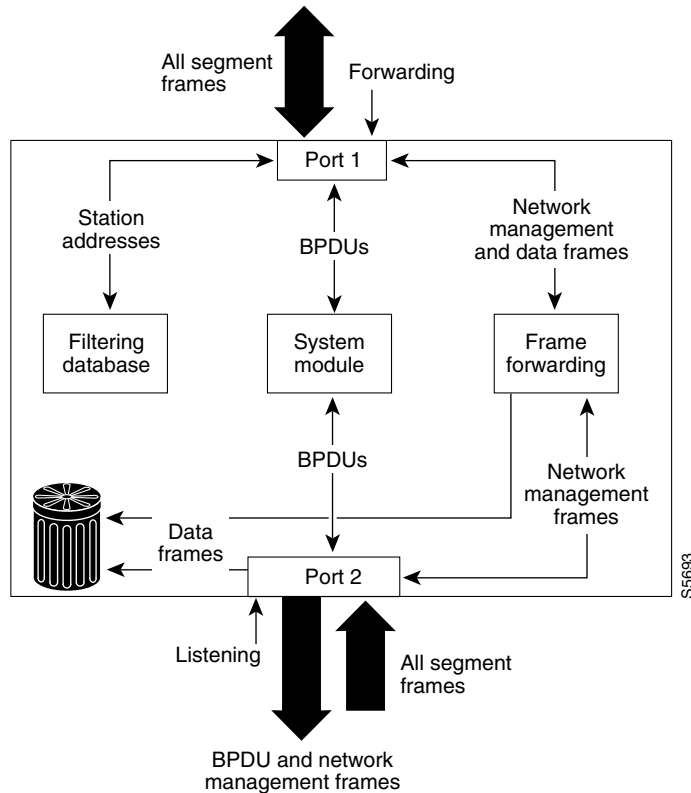 All segment
frames
Forwarding
Port 1
Station
addresses
BPDUs
Network
management
and data frames
Filtering
database
System
module
Frame
forwarding
BPDUs
Network
management
frames
Data
frames
Port 2
S5693
Listening
All segment
frames
BPDU and network
management frames